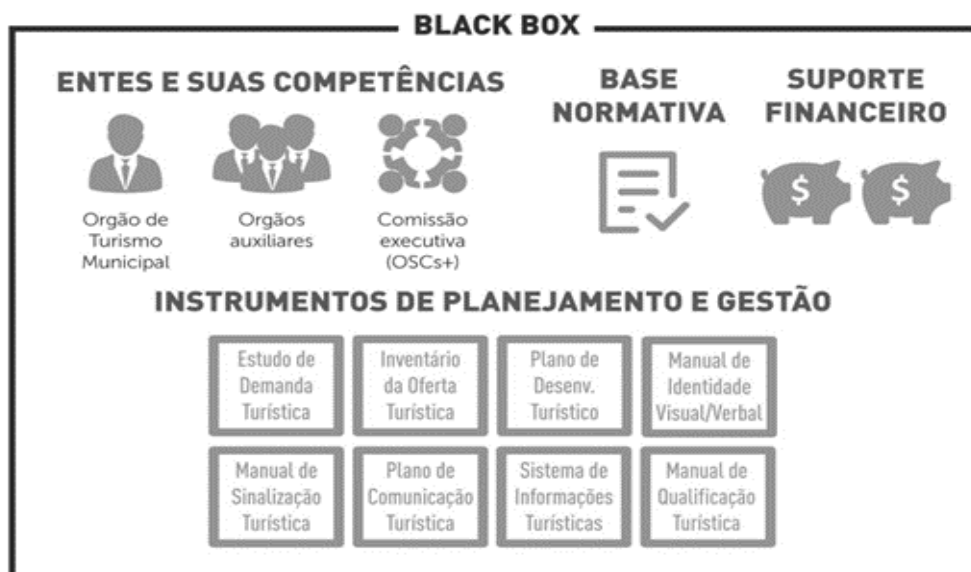 BLACK BOX
ENTES E SUAS COMPETÊNCIAS
Orgão de
Turismo
Municipal
Orgãos
auxiliares
Comissão
executiva
(OSCs+)
BASE
NORMATIVA
SUPORTE
FINANCEIRO
$ $
INSTRUMENTOS DE PLANEJAMENTO E GESTÃO
Estudo de
Demanda
Turística
Inventário
da Oferta
Turística
Plano de
Desenv.
Turístico
Manual de
Identidade
Visual/Verbal
Manual de
Sinalização
Turística
Plano de
Comunicação
Turística
Sistema de
Informações
Turísticas
Manual de
Qualificação
Turística